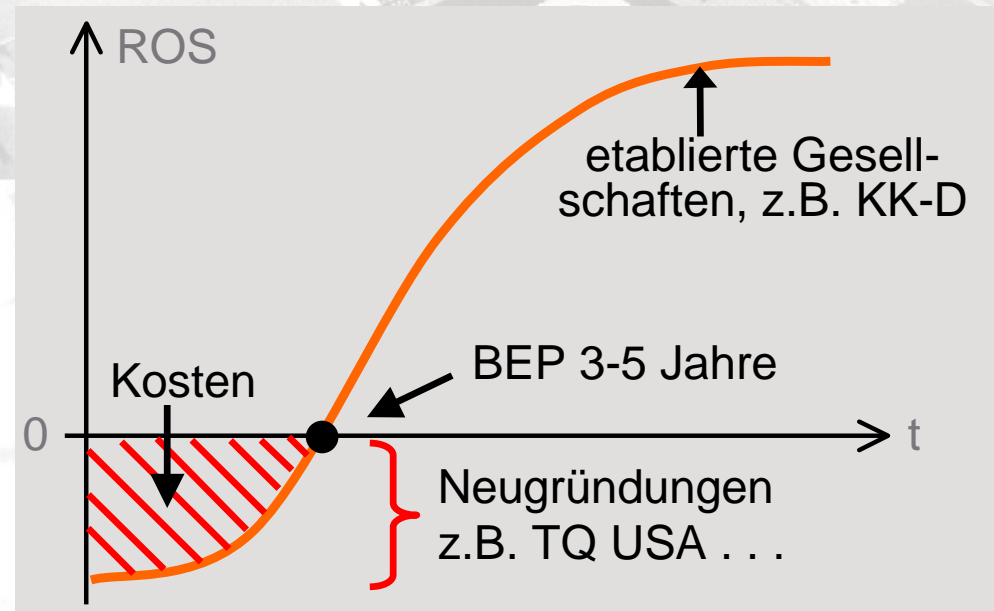 ROS
etablierte Gesell-
schaften, z.B. KK-D
BEP 3-5 Jahre
Kosten
0
t
Neugründungen
z.B. TQ USA . . .